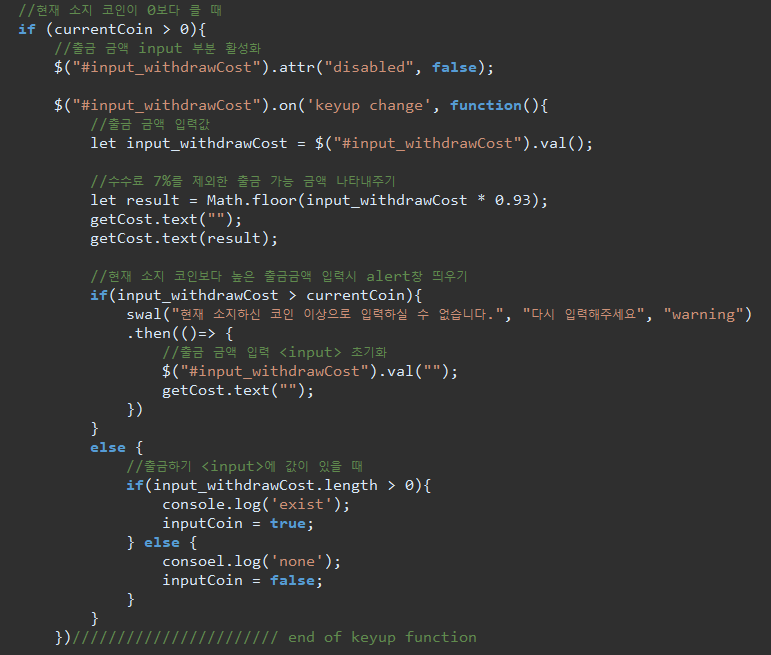 //현재 소지 코인이 0보다 클 때
if (currentCoin > 0){
//출금 금액 input 부분 활성화
$("#input_withdrawCost").attr("disabled", false);
$("#input_withdrawCost").on('keyup change', function(){
//출금 금액 입력값
let input_withdrawCost = $("#input_withdrawCost").val();
//수수료 7%를 제외한 출금 가능 금액 나타내주기
let result = Math.floor(input_withdrawCost * 0.93);
getCost.text("");
getCost.text(result);
//현재 소지 코인보다 높은 출금금액 입력시 alert창 띄우기
if(input_withdrawCost > currentCoin){
swal("현재 소지하신 코인 이상으로 입력하실 수 없습니다.", "다시 입력해주세요", "warning")
.then(()=> {
//출금 금액 입력 <input> 초기화
$("#input_withdrawCost").val("");
getCost.text("");
})
}
else {
//출금하기 <input>에 값이 있을 때
if(input_withdrawCost.length > 0){
console.log('exist');
inputCoin = true;
} else {
consoel.log('none');
inputCoin = false;
}
}
})/////////////////////// end of keyup function